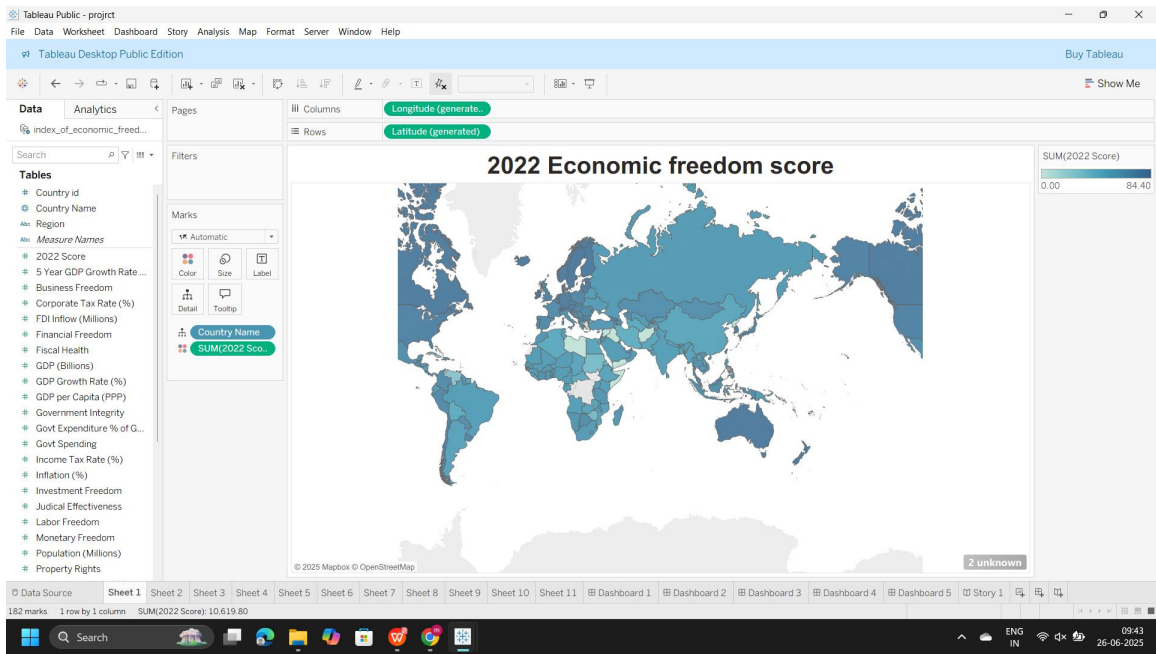 Tableau Public - projrct
File Data Worksheet Dashboard Story Analysis Map Format Server Window Help
Tableau Desktop Public Edition
Buy Tableau
Show Me
Data Analytics
index_of_economic_freed...
Search
Tables
Country id
Country Name
Abc Region
Abc Measure Names
2022 Score
5 Year GDP Growth Rate ...
Business Freedom
Corporate Tax Rate (%)
FDI Inflow (Millions)
Financial Freedom
Fiscal Health
GDP (Billions)
GDP Growth Rate (%)
GDP per Capita (PPP)
Government Integrity
Govt Expenditure % of G...
Govt Spending
Income Tax Rate (%)
Inflation (%)
Investment Freedom
Judical Effectiveness
Labor Freedom
Monetary Freedom
Population (Millions)
Property Rights
Pages
Filters
Marks
Automatic
Color Size Label
Detail Tooltip
Country Name
SUM(2022 Sco..
Columns Longitude (generate..
Rows Latitude (generated)
2022 Economic freedom score
© 2025 Mapbox © OpenStreetMap
2 unknown
SUM(2022 Score)
0.00 84.40
Data Source Sheet 1 Sheet 2 Sheet 3 Sheet 4 Sheet 5 Sheet 6 Sheet 7 Sheet 8 Sheet 9 Sheet 10 Sheet 11 Dashboard 1 Dashboard 2 Dashboard 3 Dashboard 4 Dashboard 5 Story 1
182 marks 1 row by 1 column SUM(2022 Score): 10,619.80
Search
ENG
IN
09:43
26-06-2025